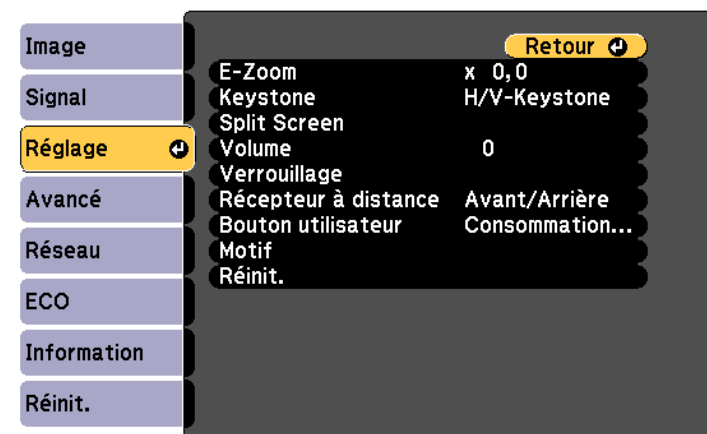 Image
Signal
Réglage
Avancé
Réseau
ECO
Information
Réinit.
Retour
E-Zoom x 0,0
Keystone H/V-Keystone
Split Screen
Volume 0
Verrouillage
Récepteur à distance Avant/Arrière
Bouton utilisateur Consommation...
Motif
Réinit.